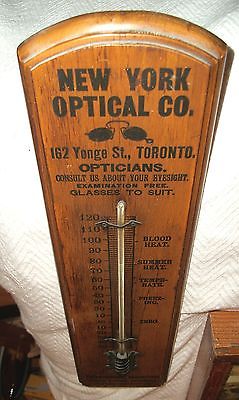 NEW YORK
OPTICAL CO.
162 Yonge St., TORONTO.
OPTICIANS.
CONSULT US ABOUT YOUR EYESIGHT.
EXAMINATION FREE.
GLASSES TO SUIT.
120
110
100 BLOOD HEAT.
90
80 SUMMER HEAT.
70
60 TEMPERATE.
50
40
30 FREEZING.
20
10
ZERO.